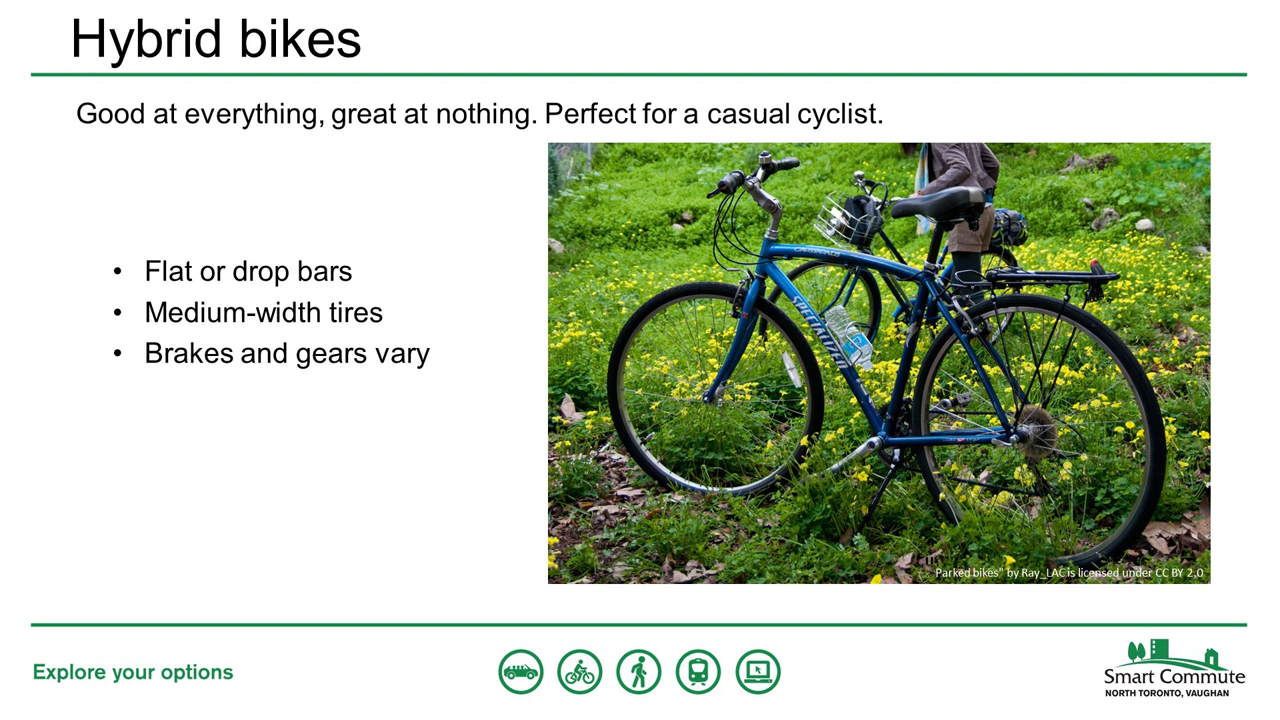 Hybrid bikes
Good at everything, great at nothing. Perfect for a casual cyclist.
• Flat or drop bars
• Medium-width tires
• Brakes and gears vary
SPECIALIZED
Parked bikes" by Ray_LAC is licensed under CC BY 2.0
Explore your options
Smart Commute
NORTH TORONTO, VAUGHAN